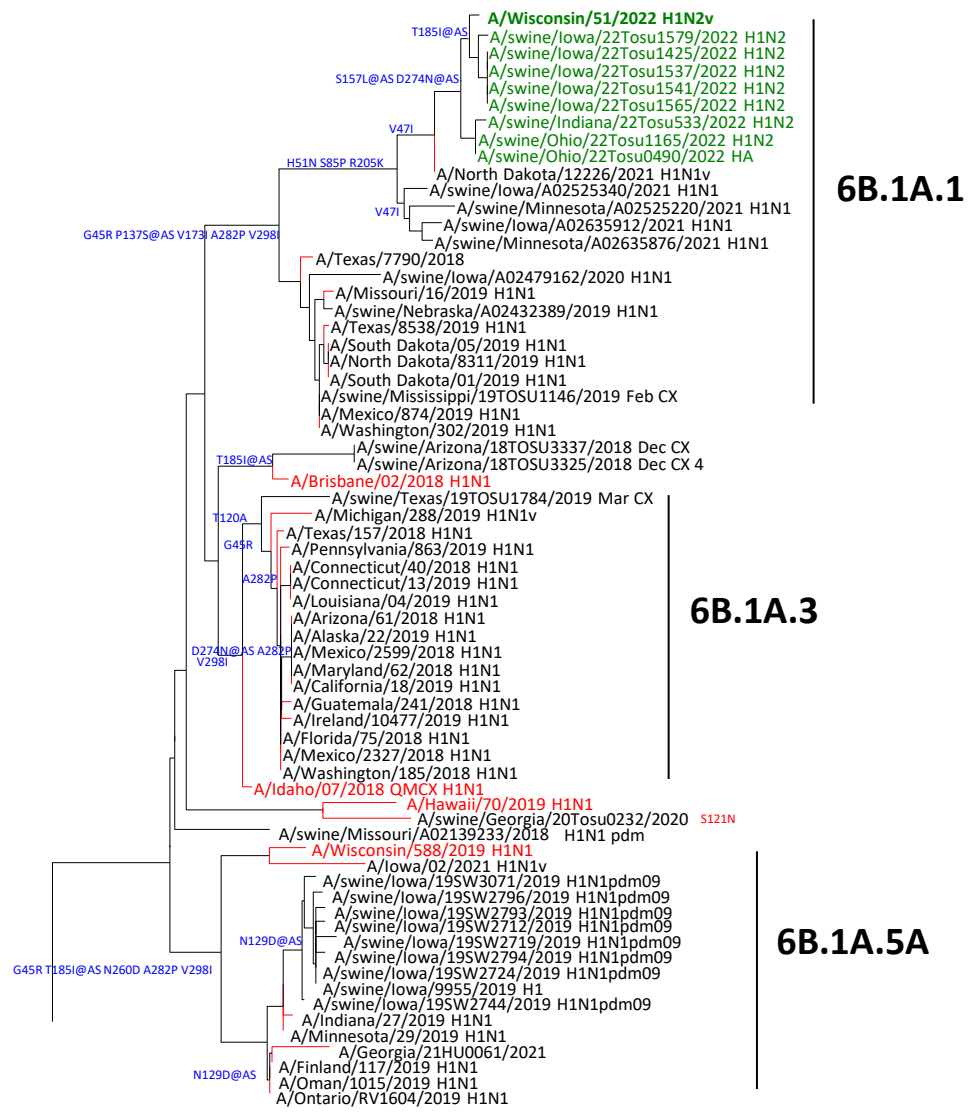 A/Wisconsin/51/2022 H1N2v
T185I@AS
A/swine/Iowa/22Tosu1579/2022 H1N2
A/swine/Iowa/22Tosu1425/2022 H1N2
A/swine/Iowa/22Tosu1537/2022 H1N2
S157L@AS D274N@AS
A/swine/Iowa/22Tosu1541/2022 H1N2
A/swine/Iowa/22Tosu1565/2022 H1N2
A/swine/Indiana/22Tosu533/2022 H1N2
V47I
A/swine/Ohio/22Tosu1165/2022 H1N2
A/swine/Ohio/22Tosu0490/2022 HA
H51N S85P R205K
A/North Dakota/12226/2021 H1N1v
6B.1A.1
A/swine/Iowa/A02525340/2021 H1N1
A/swine/Minnesota/A02525220/2021 H1N1
V47I
A/swine/Iowa/A02635912/2021 H1N1
G45R P137S@AS V173I A282P V298I
A/swine/Minnesota/A02635876/2021 H1N1
A/Texas/7790/2018
A/swine/Iowa/A02479162/2020 H1N1
A/Missouri/16/2019 H1N1
A/swine/Nebraska/A02432389/2019 H1N1
A/Texas/8538/2019 H1N1
A/South Dakota/05/2019 H1N1
A/North Dakota/8311/2019 H1N1
A/South Dakota/01/2019 H1N1
A/swine/Mississippi/19TOSU1146/2019 Feb CX
A/Mexico/874/2019 H1N1
A/Washington/302/2019 H1N1
A/swine/Arizona/18TOSU3337/2018 Dec CX
T185I@AS
A/swine/Arizona/18TOSU3325/2018 Dec CX 4
A/Brisbane/02/2018 H1N1
A/swine/Texas/19TOSU1784/2019 Mar CX
T120A
A/Michigan/288/2019 H1N1v
A/Texas/157/2018 H1N1
G45R
A/Pennsylvania/863/2019 H1N1
A/Connecticut/40/2018 H1N1
A282P
A/Connecticut/13/2019 H1N1
A/Louisiana/04/2019 H1N1
6B.1A.3
A/Arizona/61/2018 H1N1
A/Alaska/22/2019 H1N1
D274N@AS A282P
A/Mexico/2599/2018 H1N1
V298I
A/Maryland/62/2018 H1N1
A/California/18/2019 H1N1
A/Guatemala/241/2018 H1N1
A/Ireland/10477/2019 H1N1
A/Florida/75/2018 H1N1
A/Mexico/2327/2018 H1N1
A/Washington/185/2018 H1N1
A/Idaho/07/2018 QMCX H1N1
A/Hawaii/70/2019 H1N1
A/swine/Georgia/20Tosu0232/2020 S121N
A/swine/Missouri/A02139233/2018 H1N1 pdm
A/Wisconsin/588/2019 H1N1
A/Iowa/02/2021 H1N1v
A/swine/Iowa/19SW3071/2019 H1N1pdm09
A/swine/Iowa/19SW2796/2019 H1N1pdm09
A/swine/Iowa/19SW2793/2019 H1N1pdm09
A/swine/Iowa/19SW2712/2019 H1N1pdm09
N129D@AS
A/swine/Iowa/19SW2719/2019 H1N1pdm09
6B.1A.5A
A/swine/Iowa/19SW2794/2019 H1N1pdm09
G45R T185I@AS N260D A282P V298I
A/swine/Iowa/19SW2724/2019 H1N1pdm09
A/swine/Iowa/9955/2019 H1
A/swine/Iowa/19SW2744/2019 H1N1pdm09
A/Indiana/27/2019 H1N1
A/Minnesota/29/2019 H1N1
A/Georgia/21HU0061/2021
A/Finland/117/2019 H1N1
N129D@AS
A/Oman/1015/2019 H1N1
A/Ontario/RV1604/2019 H1N1